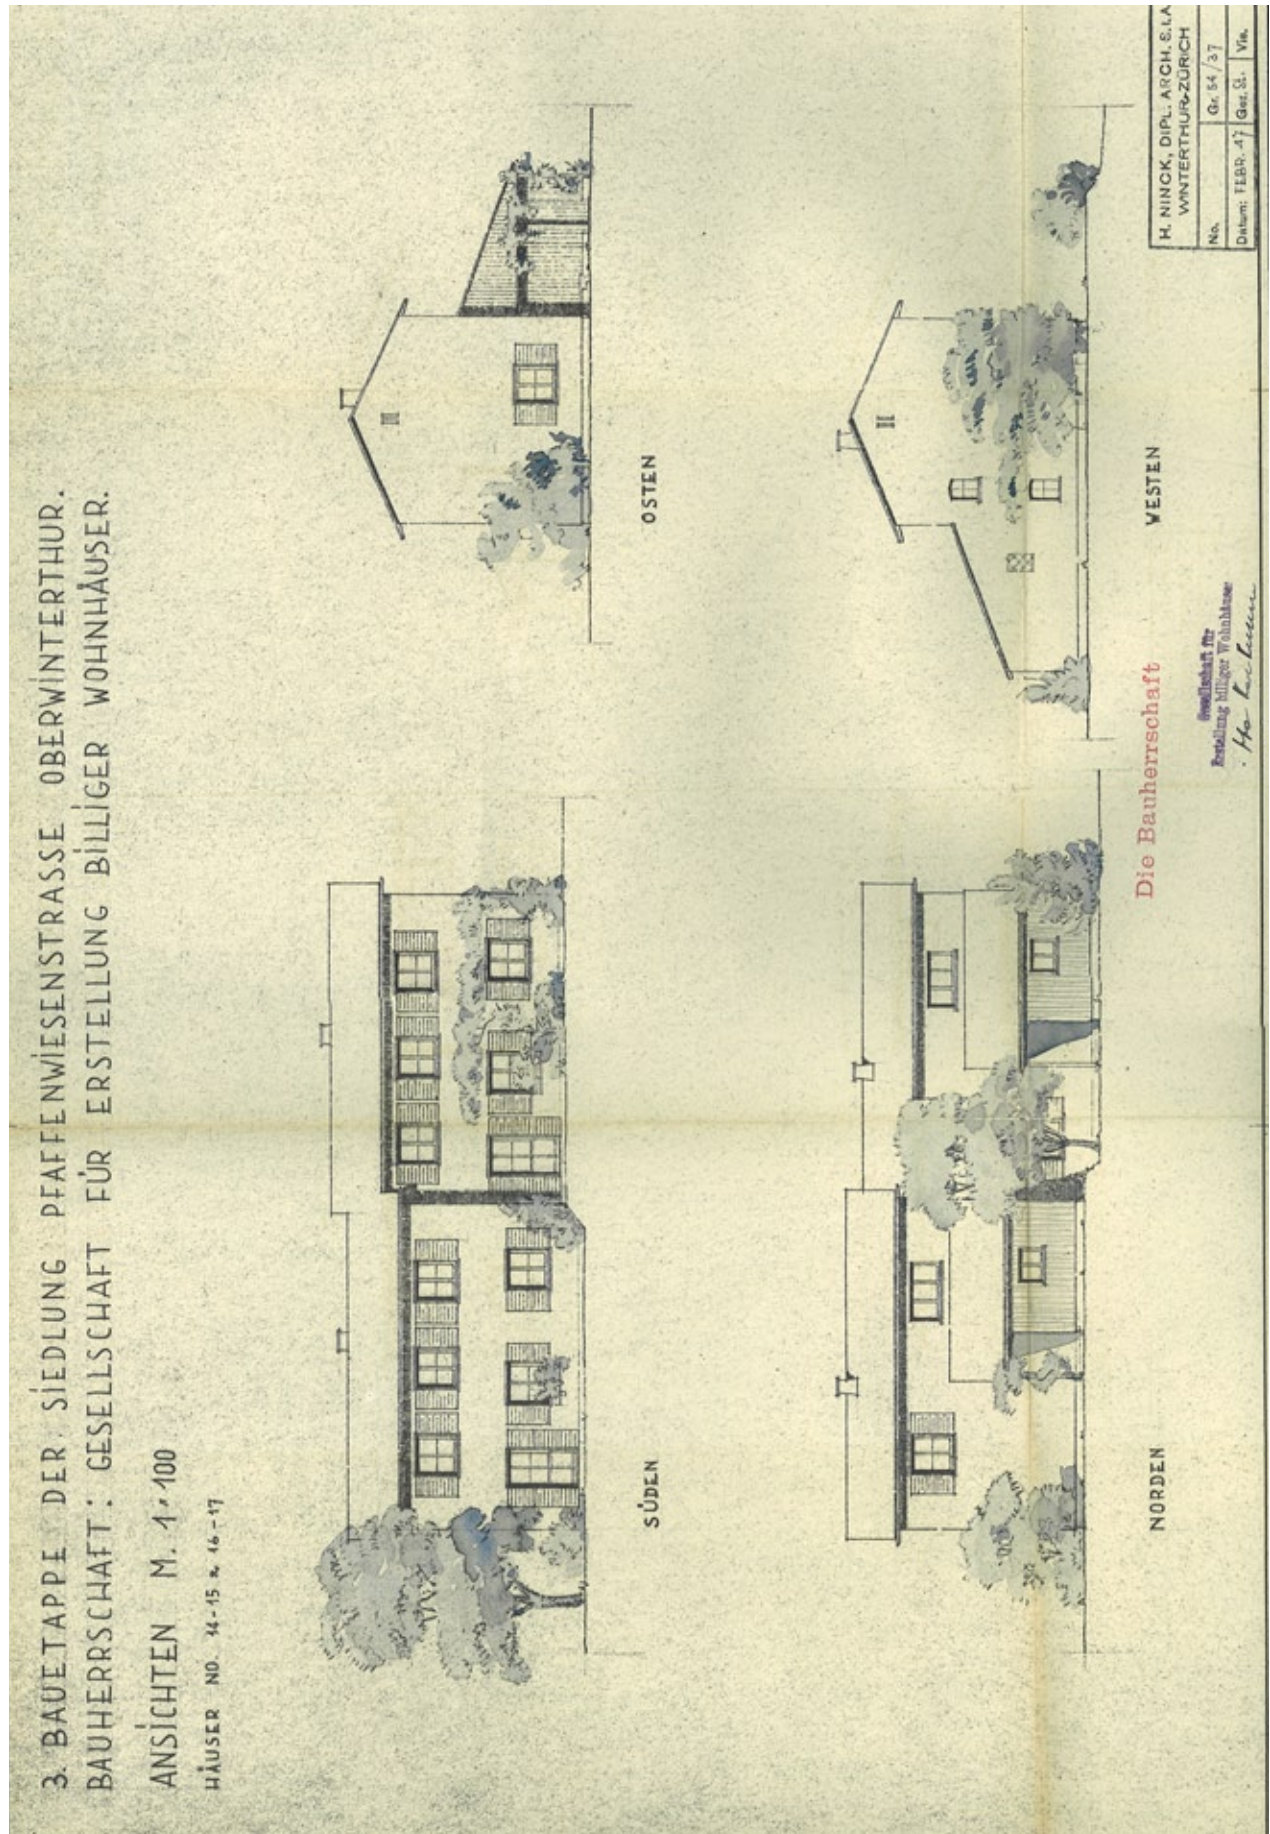 3. BAUETAPPE DER SIEDLUNG PFAFFENWIESENSTRASSE OBERWINTERTHUR.
BAUHERRSCHAFT: GESELLSCHAFT FÜR ERSTELLUNG BILLIGER WOHNHÄUSER.
ANSICHTEN M. 1:100
HÄUSER NO. 14-15 u. 16-17
SÜDEN
OSTEN
NORDEN
WESTEN
Die Bauherrschaft
Gesellschaft für
Erstellung billiger Wohnhäuser
H. NINCK, DIPL. ARCH. S.I.A.
WINTERTHUR-ZÜRICH
No. Gr. 54/37
Datum: FEBR. 47 Gez. Vis.